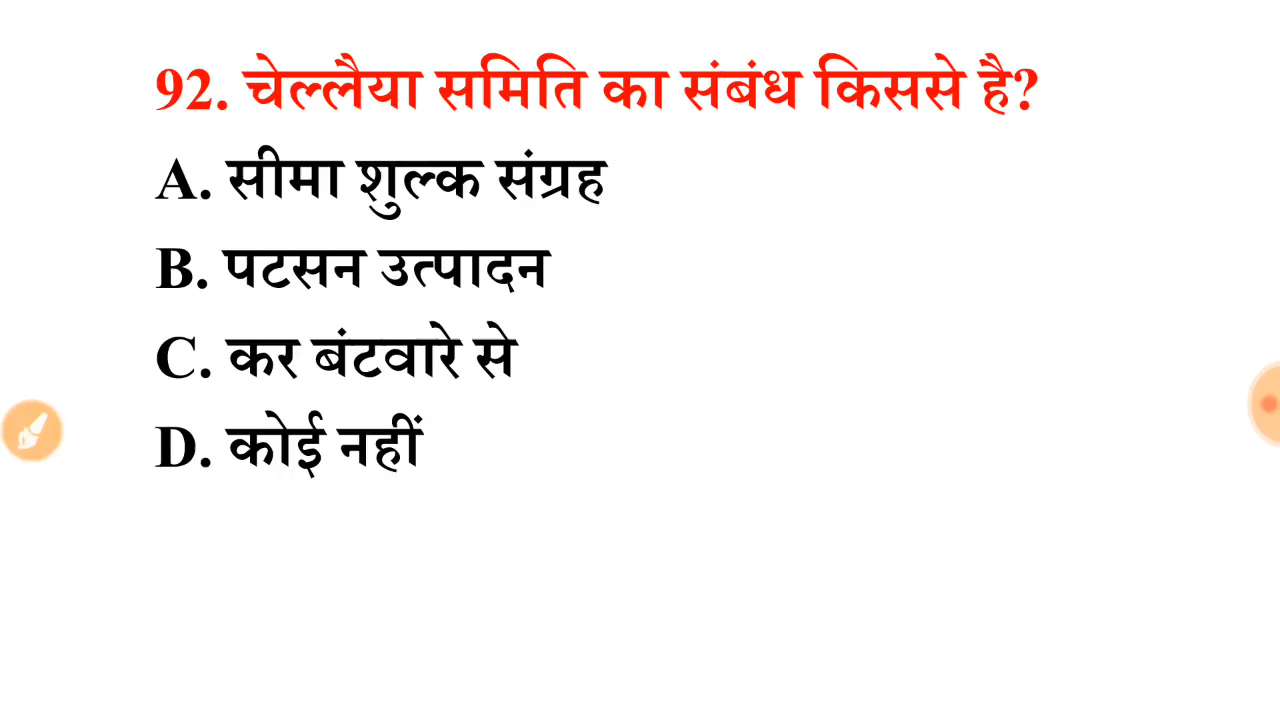 92. चेल्लैया समिति का संबंध किससे है?
A. सीमा शुल्क संग्रह
B. पटसन उत्पादन
C. कर बंटवारे से
D. कोई नहीं